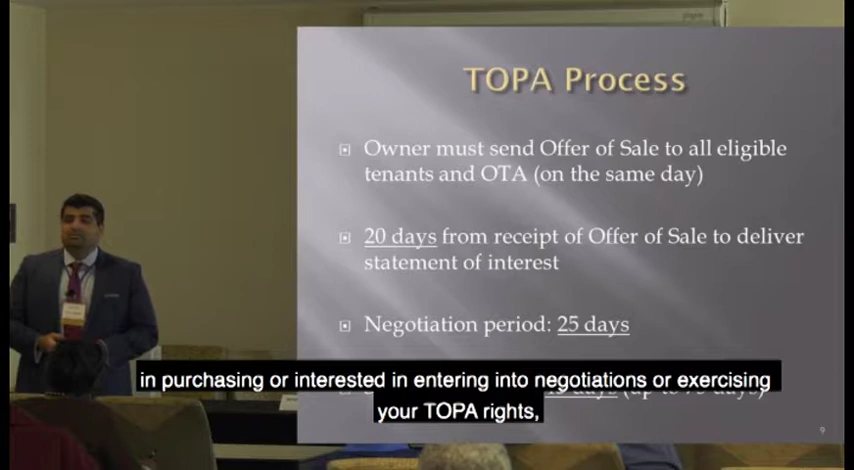 TOPA Process
Owner must send Offer of Sale to all eligible
tenants and OTA (on the same day)
20 days from receipt of Offer of Sale to deliver
statement of interest
Negotiation period: 25 days
in purchasing or interested in entering into negotiations or exercising
your TOPA rights,
9